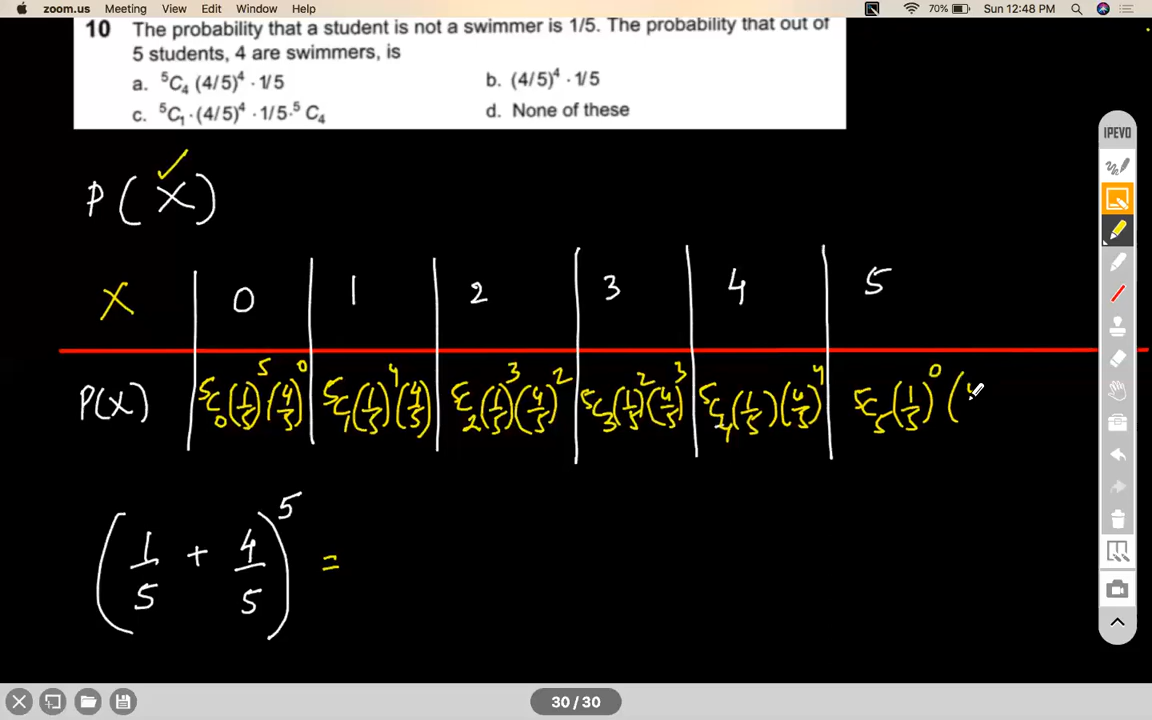 zoom.us Meeting View Edit Window Help 70% Sun 12:48 PM
10 The probability that a student is not a swimmer is 1/5. The probability that out of
5 students, 4 are swimmers, is
a. ⁵C₄ (4/5)⁴ · 1/5 b. (4/5)⁴ · 1/5
c. ⁵C₁ · (4/5)⁴ · 1/5·⁵ C₄ d. None of these
IPEVO
P(X) ✓
X 0 1 2 3 4 5
P(X) ⁵C₀(1/5)⁵(4/5)⁰ ⁵C₁(1/5)⁴(4/5) ⁵C₂(1/5)³(4/5)² ⁵C₃(1/5)²(4/5)³ ⁵C₄(1/5)(4/5)⁴ ⁵C₅(1/5)⁰(4
(1/5 + 4/5)⁵ =
30 / 30